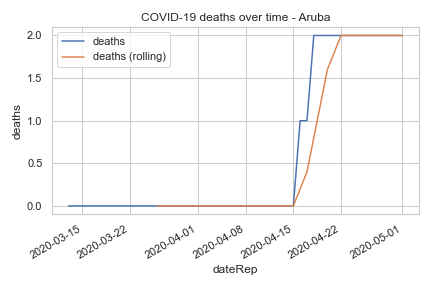 COVID-19 deaths over time - Aruba
deaths
deaths (rolling)
2.0
1.5
1.0
0.5
0.0
deaths
2020-03-15
2020-03-22
2020-04-01
2020-04-08
2020-04-15
2020-04-22
2020-05-01
dateRep